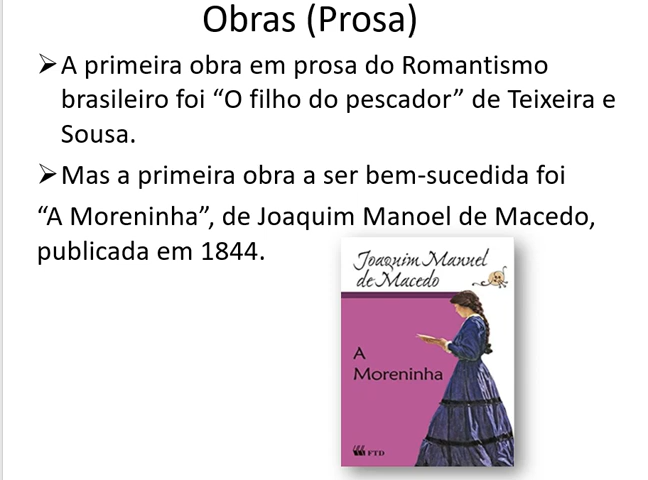 Obras (Prosa)
➢A primeira obra em prosa do Romantismo
brasileiro foi “O filho do pescador” de Teixeira e
Sousa.
➢Mas a primeira obra a ser bem-sucedida foi
“A Moreninha”, de Joaquim Manoel de Macedo,
publicada em 1844.
Joaquim Manuel
de Macedo
A
Moreninha
FTD